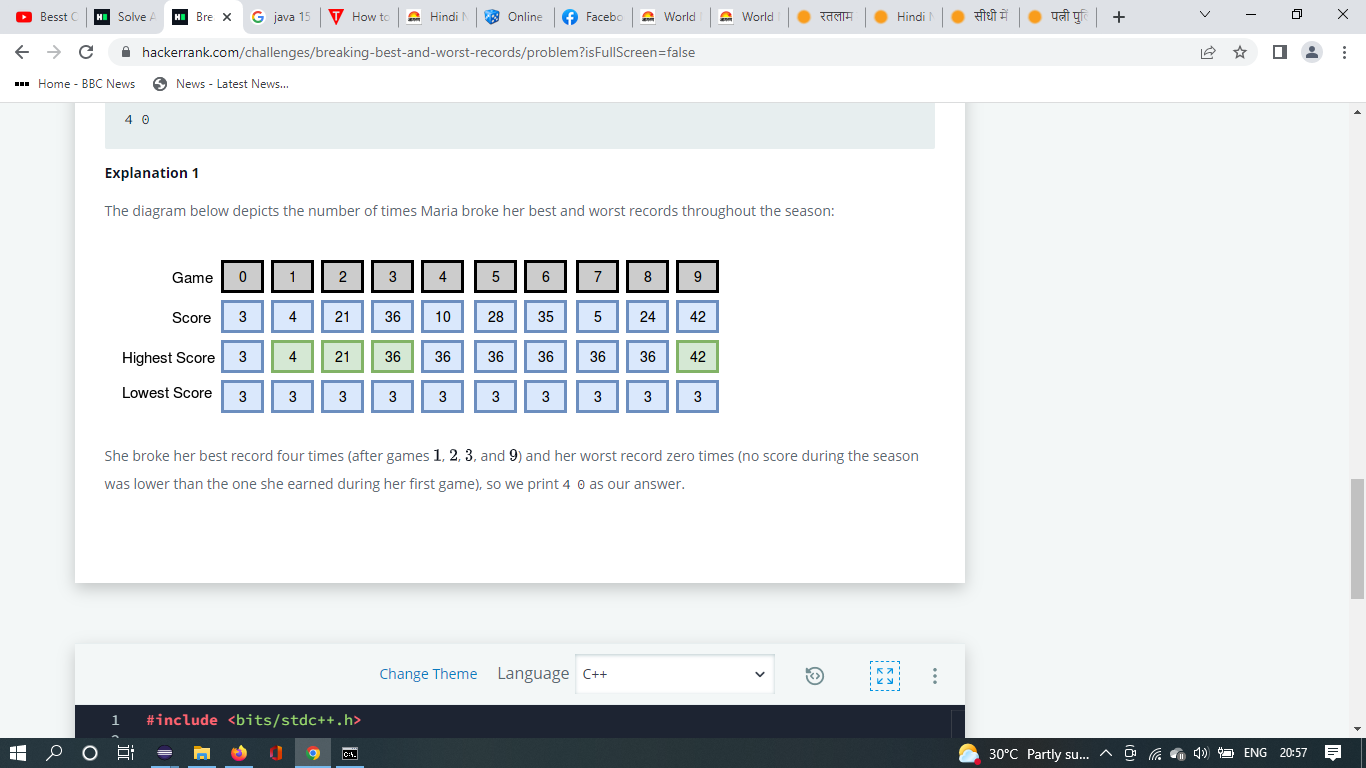 Besst C Solve A Bre java 15 How to Hindi N Online Facebo World World रतलाम Hindi N सीधी में पत्नी पुलि
hackerrank.com/challenges/breaking-best-and-worst-records/problem?isFullScreen=false
Home - BBC News News - Latest News...
4 0
Explanation 1
The diagram below depicts the number of times Maria broke her best and worst records throughout the season:
Game 0 1 2 3 4 5 6 7 8 9
Score 3 4 21 36 10 28 35 5 24 42
Highest Score 3 4 21 36 36 36 36 36 36 42
Lowest Score 3 3 3 3 3 3 3 3 3 3
She broke her best record four times (after games 1, 2, 3, and 9) and her worst record zero times (no score during the season
was lower than the one she earned during her first game), so we print 4 0 as our answer.
Change Theme Language C++
1 #include <bits/stdc++.h>
30°C Partly su... ENG 20:57